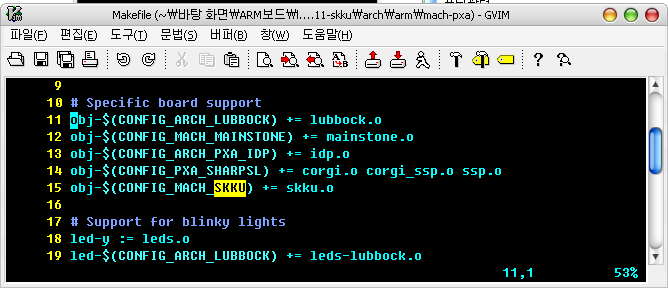 Makefile (~₩바탕 화면₩ARM보드₩l....11-skku₩arch₩arm₩mach-pxa) - GVIM
파일(F) 편집(E) 도구(T) 문법(S) 버퍼(B) 창(W) 도움말(H)
9
10 # Specific board support
11 obj-$(CONFIG_ARCH_LUBBOCK) += lubbock.o
12 obj-$(CONFIG_MACH_MAINSTONE) += mainstone.o
13 obj-$(CONFIG_ARCH_PXA_IDP) += idp.o
14 obj-$(CONFIG_PXA_SHARPSL) += corgi.o corgi_ssp.o ssp.o
15 obj-$(CONFIG_MACH_SKKU) += skku.o
16
17 # Support for blinky lights
18 led-y := leds.o
19 led-$(CONFIG_ARCH_LUBBOCK) += leds-lubbock.o
11,1 53%